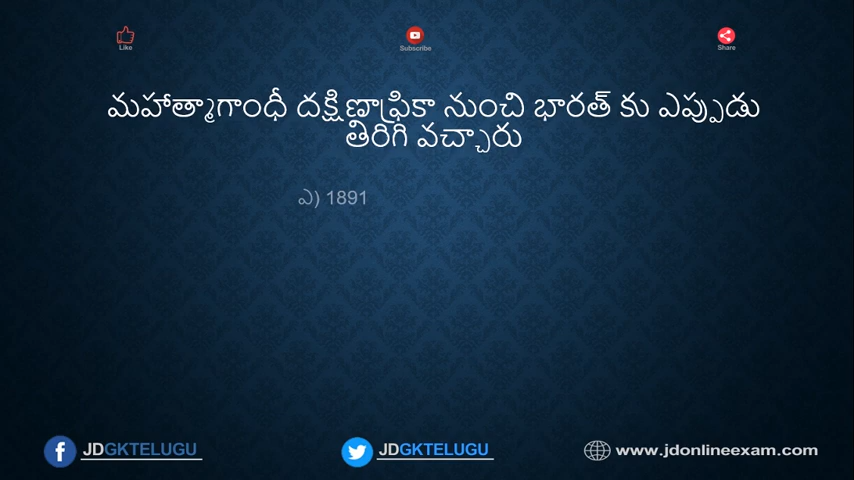 Like
Subscribe
Share
మహాత్మాగాంధీ దక్షిణాఫ్రికా నుంచి భారత్ కు ఎప్పుడు
తిరిగి వచ్చారు
ఎ) 1891
JDGKTELUGU
JDGKTELUGU
www.jdonlineexam.com